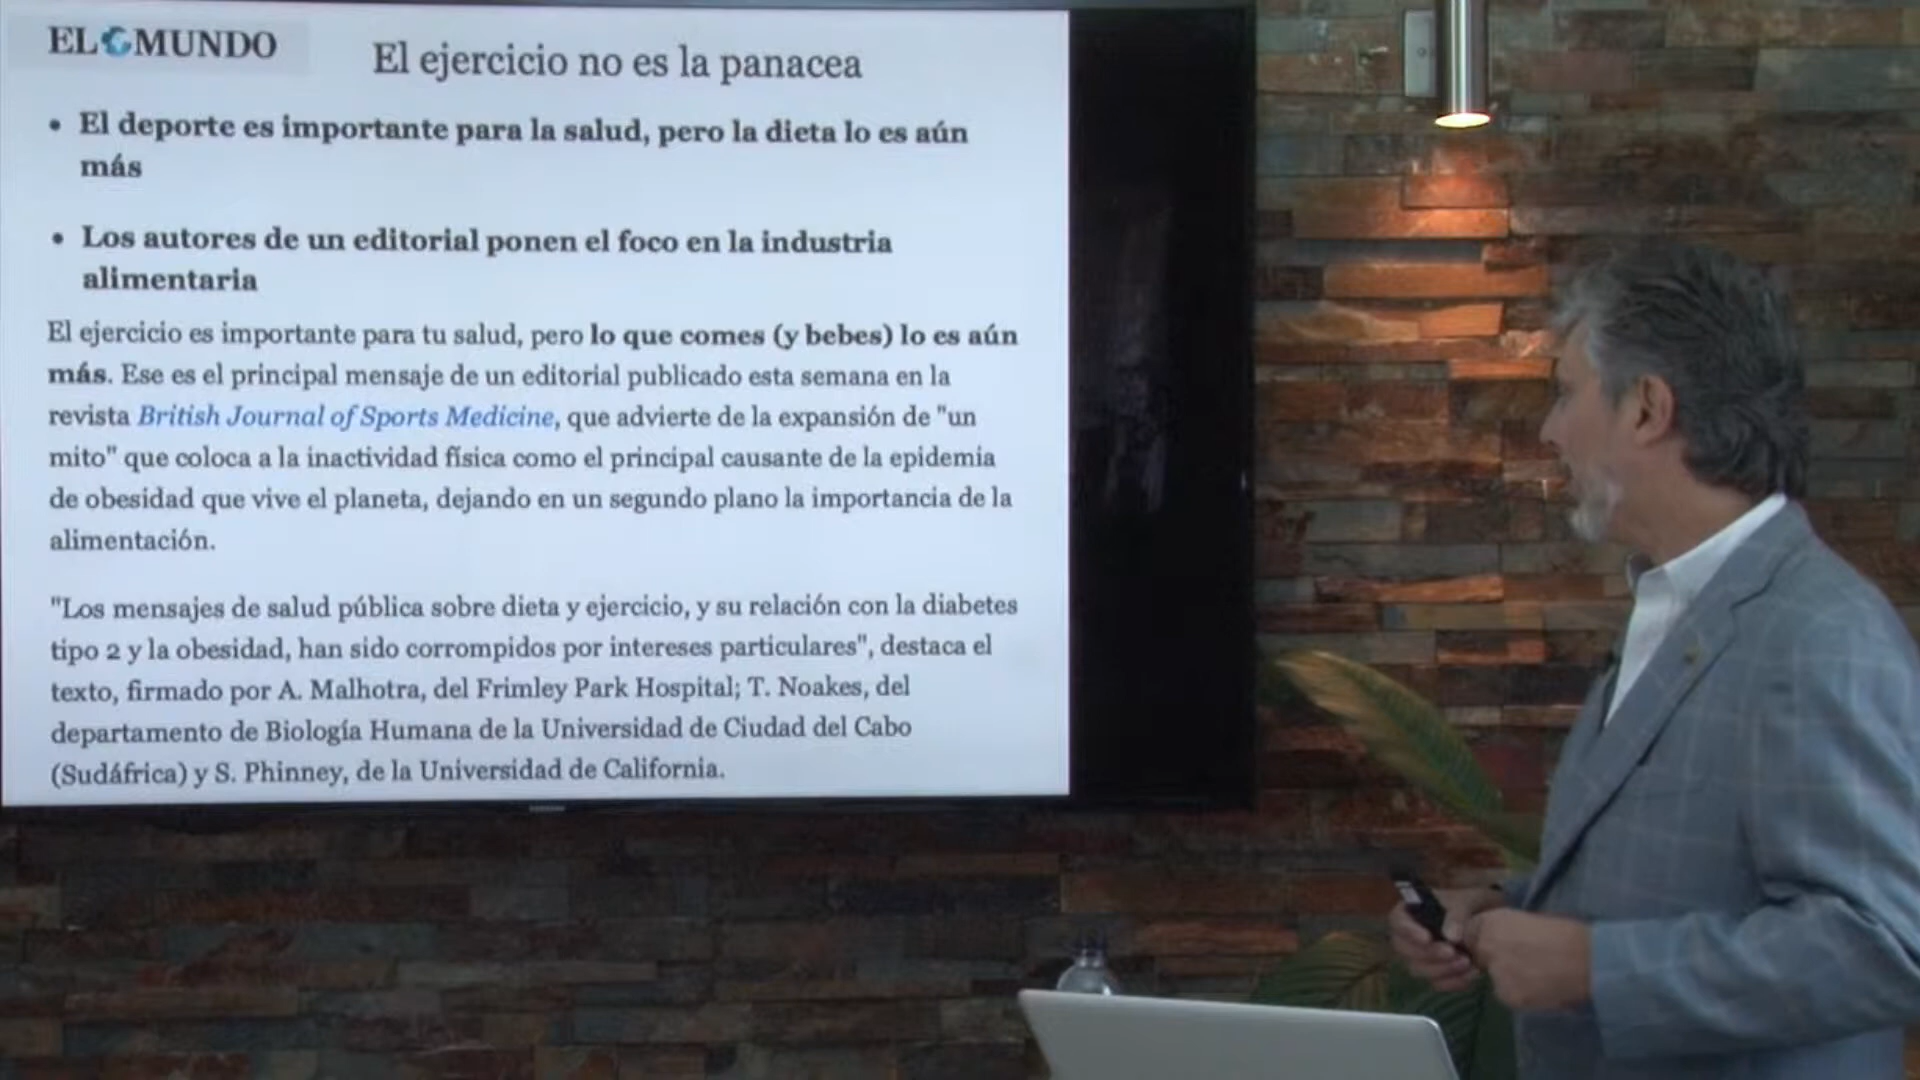 EL MUNDO
El ejercicio no es la panacea
• El deporte es importante para la salud, pero la dieta lo es aún
más
• Los autores de un editorial ponen el foco en la industria
alimentaria
El ejercicio es importante para tu salud, pero lo que comes (y bebes) lo es aún
más. Ese es el principal mensaje de un editorial publicado esta semana en la
revista British Journal of Sports Medicine, que advierte de la expansión de "un
mito" que coloca a la inactividad física como el principal causante de la epidemia
de obesidad que vive el planeta, dejando en un segundo plano la importancia de la
alimentación.
"Los mensajes de salud pública sobre dieta y ejercicio, y su relación con la diabetes
tipo 2 y la obesidad, han sido corrompidos por intereses particulares", destaca el
texto, firmado por A. Malhotra, del Frimley Park Hospital; T. Noakes, del
departamento de Biología Humana de la Universidad de Ciudad del Cabo
(Sudáfrica) y S. Phinney, de la Universidad de California.